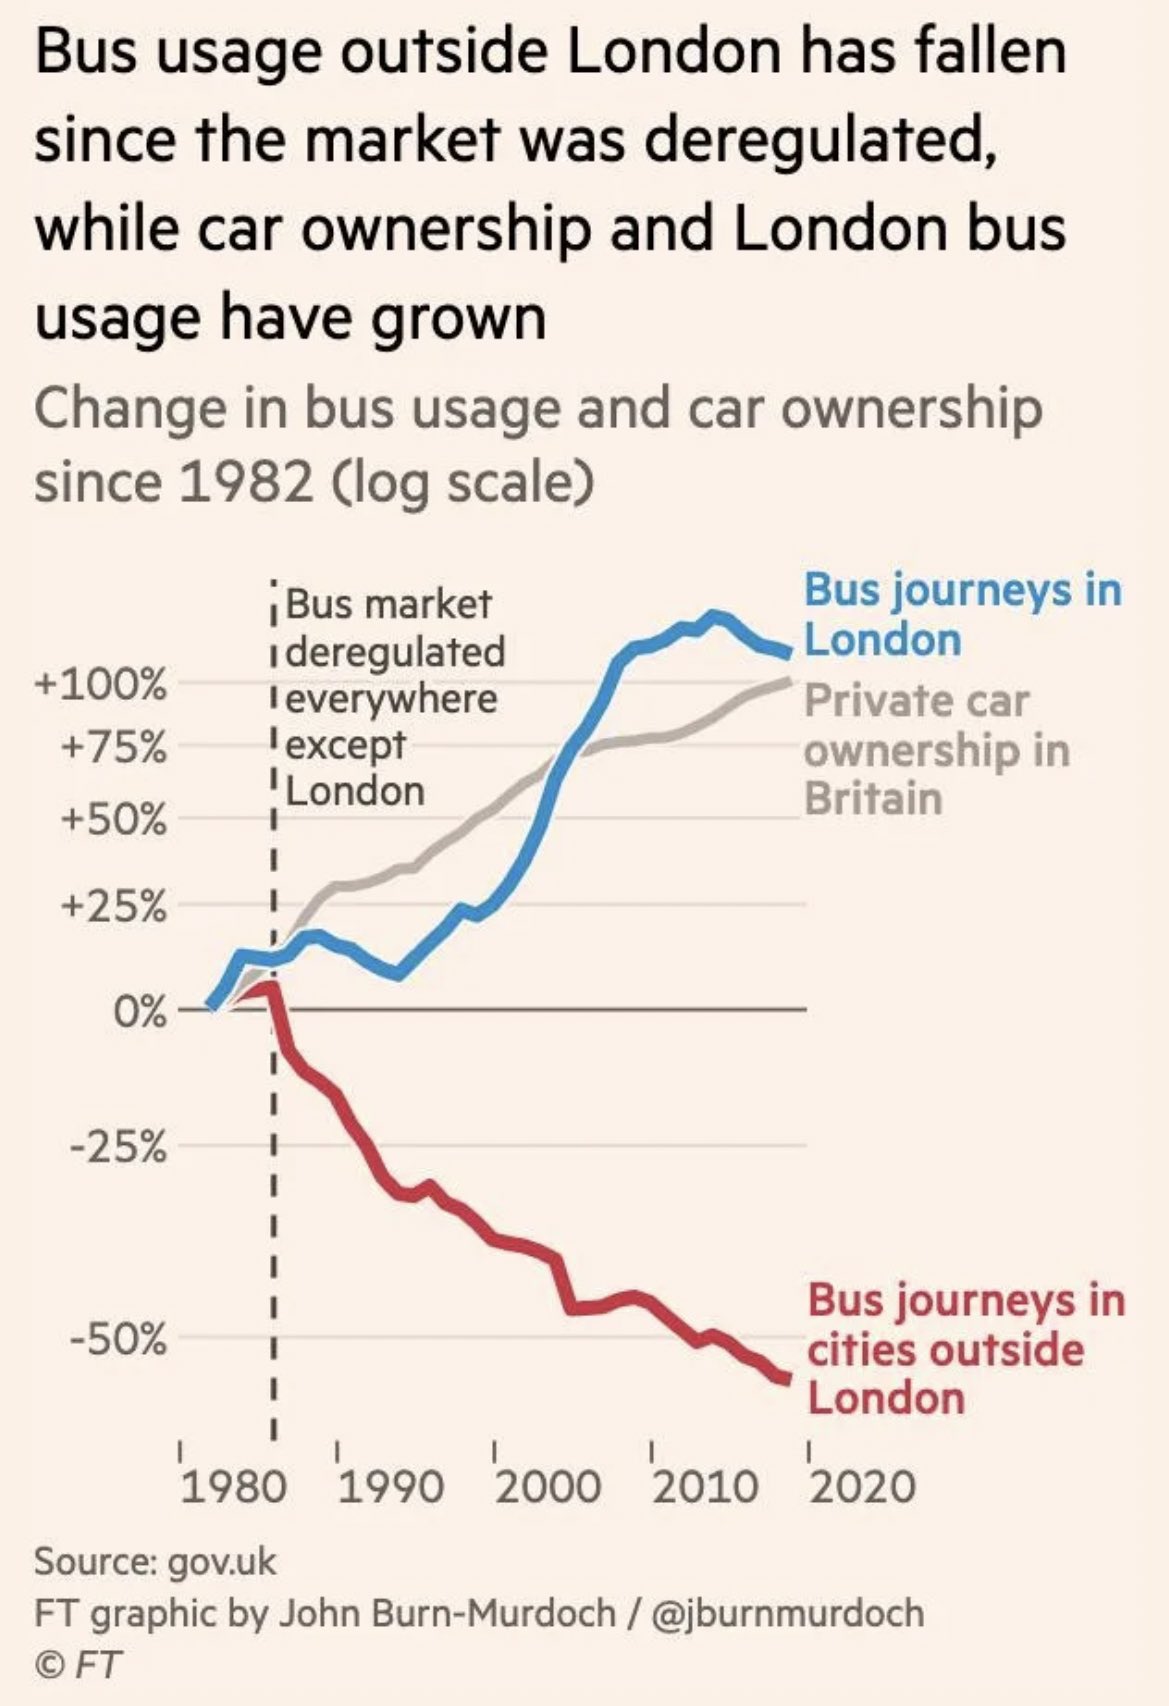 Bus usage outside London has fallen
since the market was deregulated,
while car ownership and London bus
usage have grown
Change in bus usage and car ownership
since 1982 (log scale)
Bus market
deregulated
everywhere
except
London
Bus journeys in
London
Private car
ownership in
Britain
+100%
+75%
+50%
+25%
0%
-25%
-50%
Bus journeys in
cities outside
London
1980 1990 2000 2010 2020
Source: gov.uk
FT graphic by John Burn-Murdoch / @jburnmurdoch
© FT